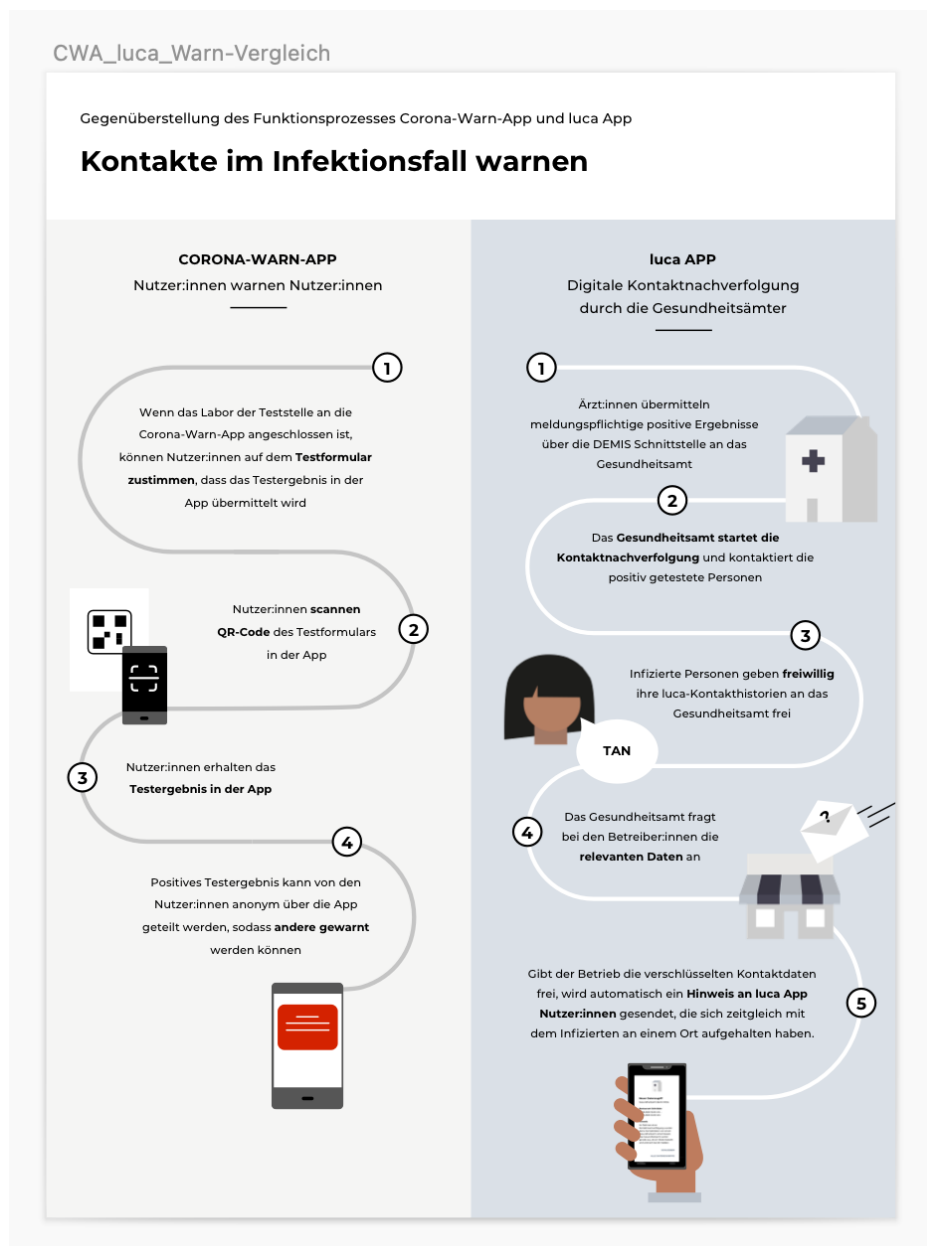 CWA_luca_Warn-Vergleich
Gegenüberstellung des Funktionsprozesses Corona-Warn-App und luca App
Kontakte im Infektionsfall warnen
CORONA-WARN-APP
Nutzer:innen warnen Nutzer:innen
1
Wenn das Labor der Teststelle an die
Corona-Warn-App angeschlossen ist,
können Nutzer:innen auf dem Testformular
zustimmen, dass das Testergebnis in der
App übermittelt wird
Nutzer:innen scannen
QR-Code des Testformulars
in der App
2
3
Nutzer:innen erhalten das
Testergebnis in der App
4
Positives Testergebnis kann von den
Nutzer:innen anonym über die App
geteilt werden, sodass andere gewarnt
werden können
luca APP
Digitale Kontaktnachverfolgung
durch die Gesundheitsämter
1
Ärzt:innen übermitteln
meldungspflichtige positive Ergebnisse
über die DEMIS Schnittstelle an das
Gesundheitsamt
2
Das Gesundheitsamt startet die
Kontaktnachverfolgung und kontaktiert die
positiv getestete Personen
3
Infizierte Personen geben freiwillig
ihre luca-Kontakthistorien an das
Gesundheitsamt frei
TAN
4
Das Gesundheitsamt fragt
bei den Betreiber:innen die
relevanten Daten an
?
Gibt der Betrieb die verschlüsselten Kontaktdaten
frei, wird automatisch ein Hinweis an luca App
Nutzer:innen gesendet, die sich zeitgleich mit
dem Infizierten an einem Ort aufgehalten haben.
5